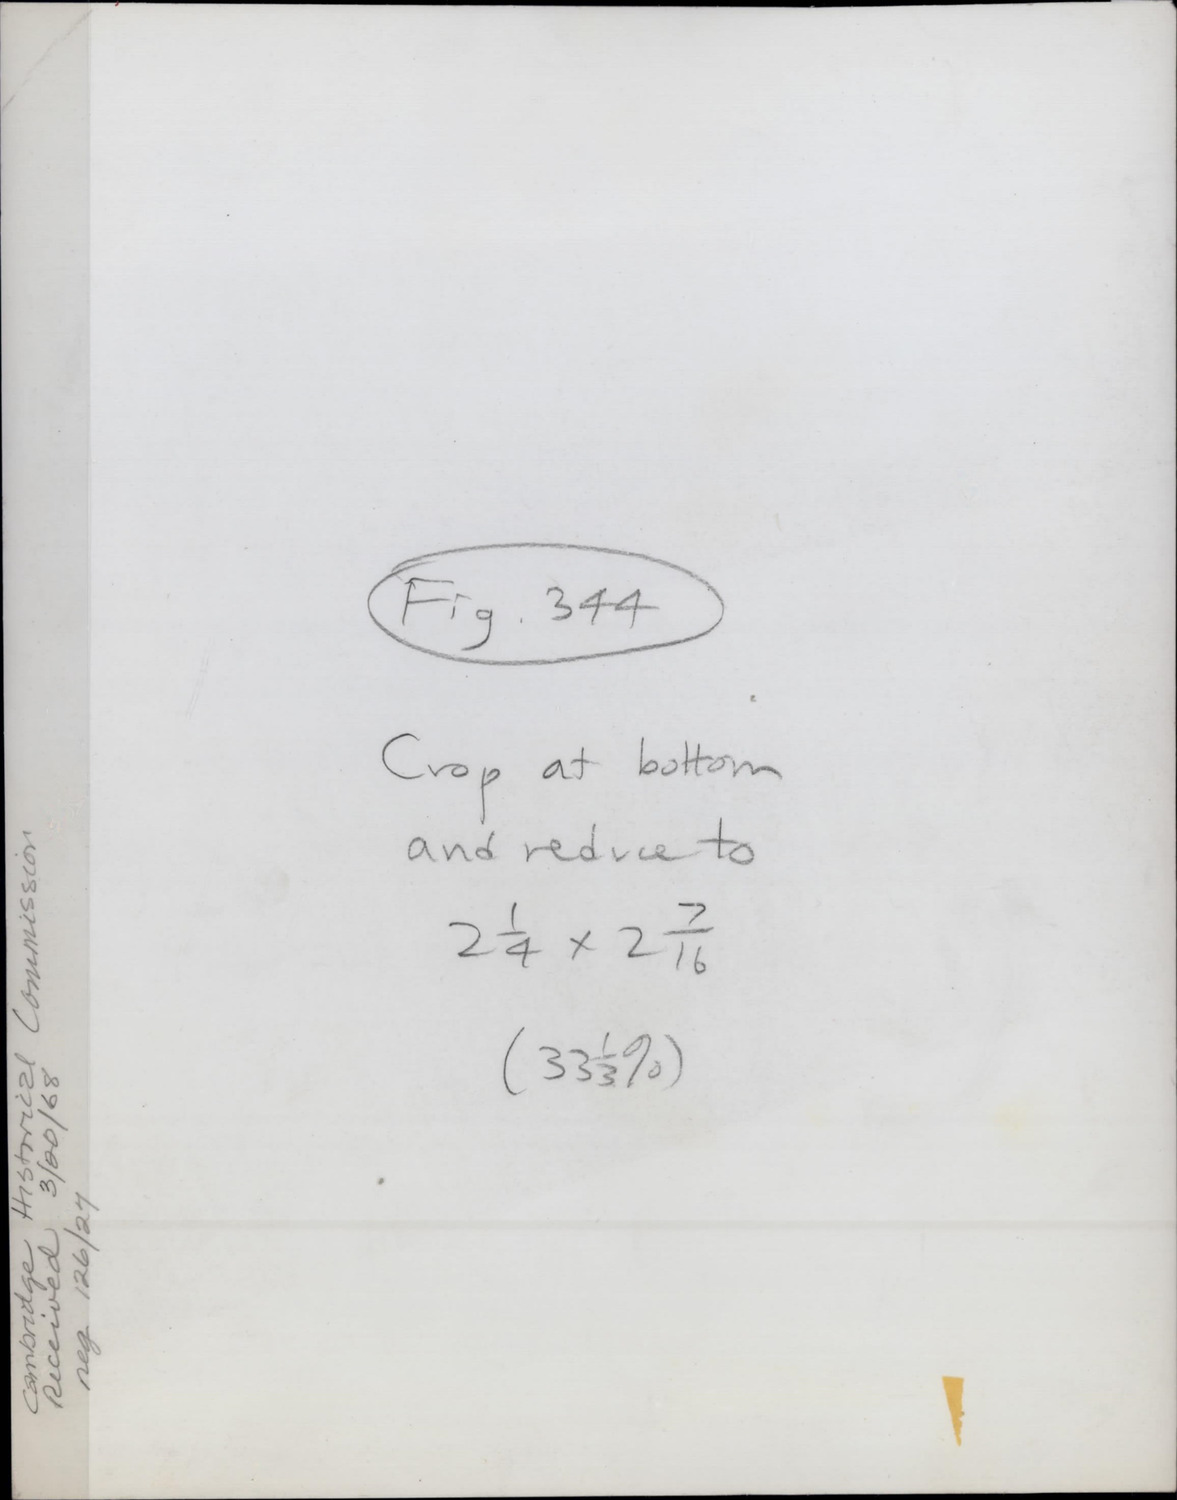 Fig. 344
Crop at bottom
and reduce to
2 1/4 x 2 7/16
(33 1/3 %)
Cambridge Historical Commission
Received 3/20/68
neg 126/27